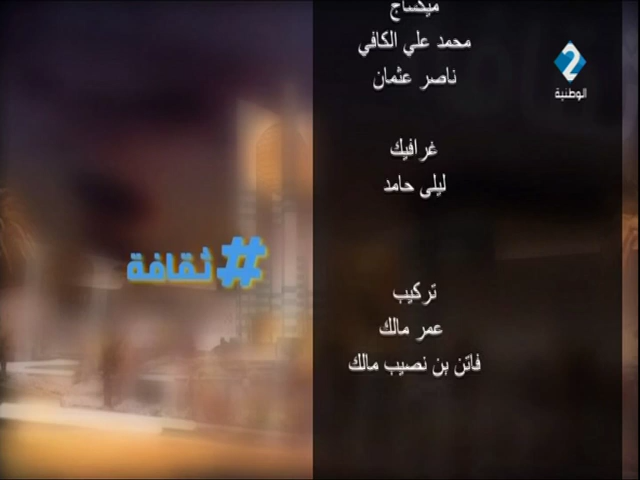 ميكساج
محمد علي الكافي
ناصر عثمان
2
الوطنية
غرافيك
ليلى حامد
#ثقافة
تركيب
عمر مالك
فاتن بن نصيب مالك